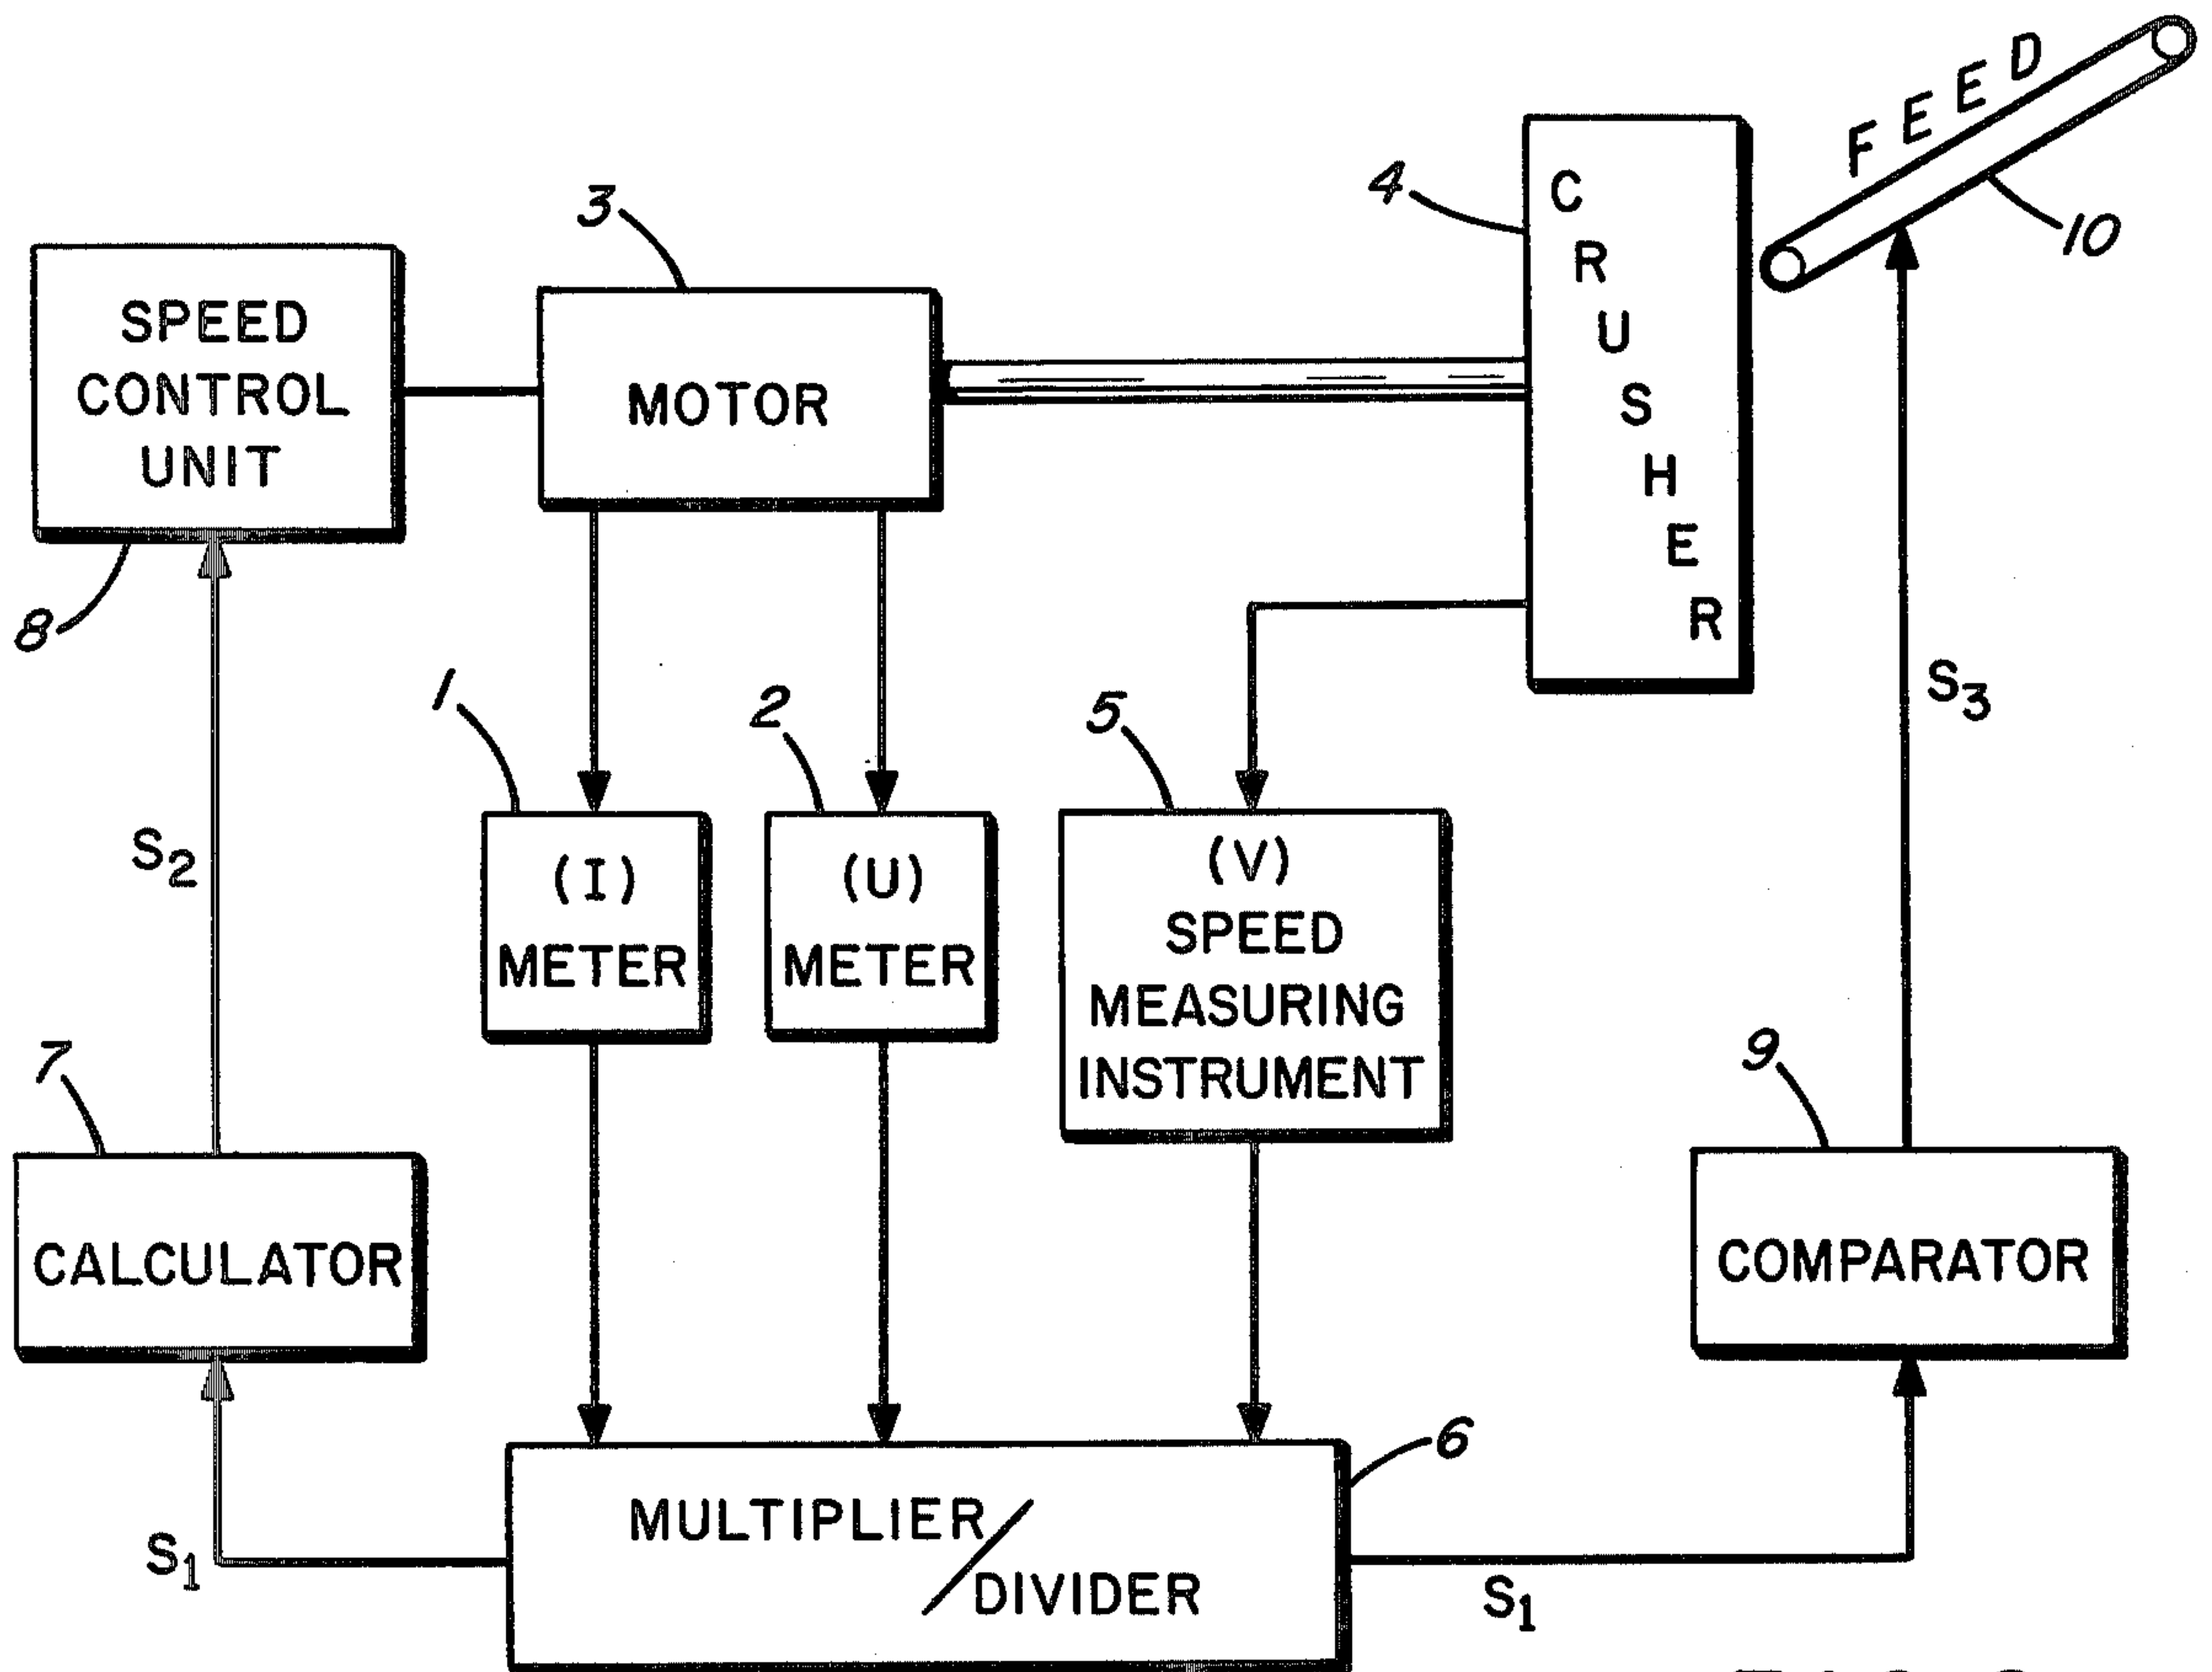 FEED
10
4
CRUSHER
3
SPEED
CONTROL
UNIT
8
MOTOR
S3
1
2
5
S2
(I)
METER
(U)
METER
(V)
SPEED
MEASURING
INSTRUMENT
7
9
CALCULATOR
COMPARATOR
6
MULTIPLIER/
DIVIDER
S1
S1